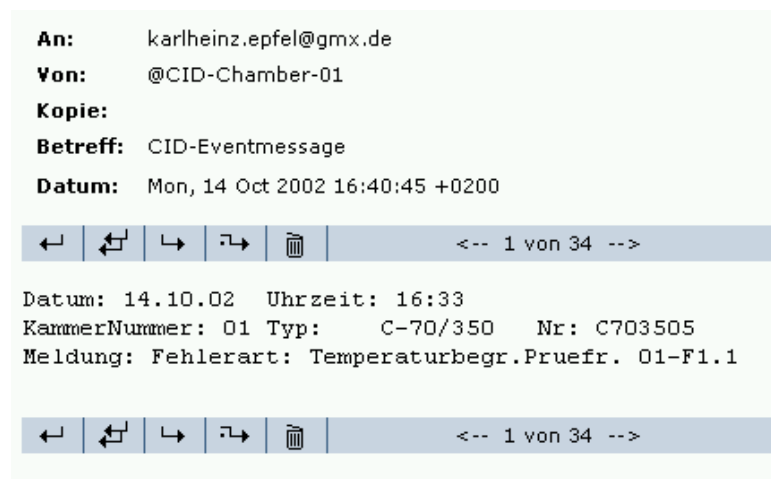 An: karlheinz.epfel@gmx.de
Von: @CID-Chamber-01
Kopie:
Betreff: CID-Eventmessage
Datum: Mon, 14 Oct 2002 16:40:45 +0200
<-- 1 von 34 -->
Datum: 14.10.02 Uhrzeit: 16:33
KammerNummer: 01 Typ: C-70/350 Nr: C703505
Meldung: Fehlerart: Temperaturbegr.Pruefr. 01-F1.1
<-- 1 von 34 -->